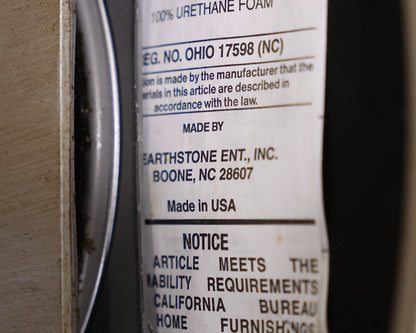 100% URETHANE FOAM
EG. NO. OHIO 17598 (NC)
ion is made by the manufacturer that the
erials in this article are described in
accordance with the law.
MADE BY
EARTHSTONE ENT., INC.
BOONE, NC 28607
Made in USA
NOTICE
ARTICLE MEETS THE
MABILITY REQUIREMENTS
CALIFORNIA BUREAU
HOME FURNISHINGS